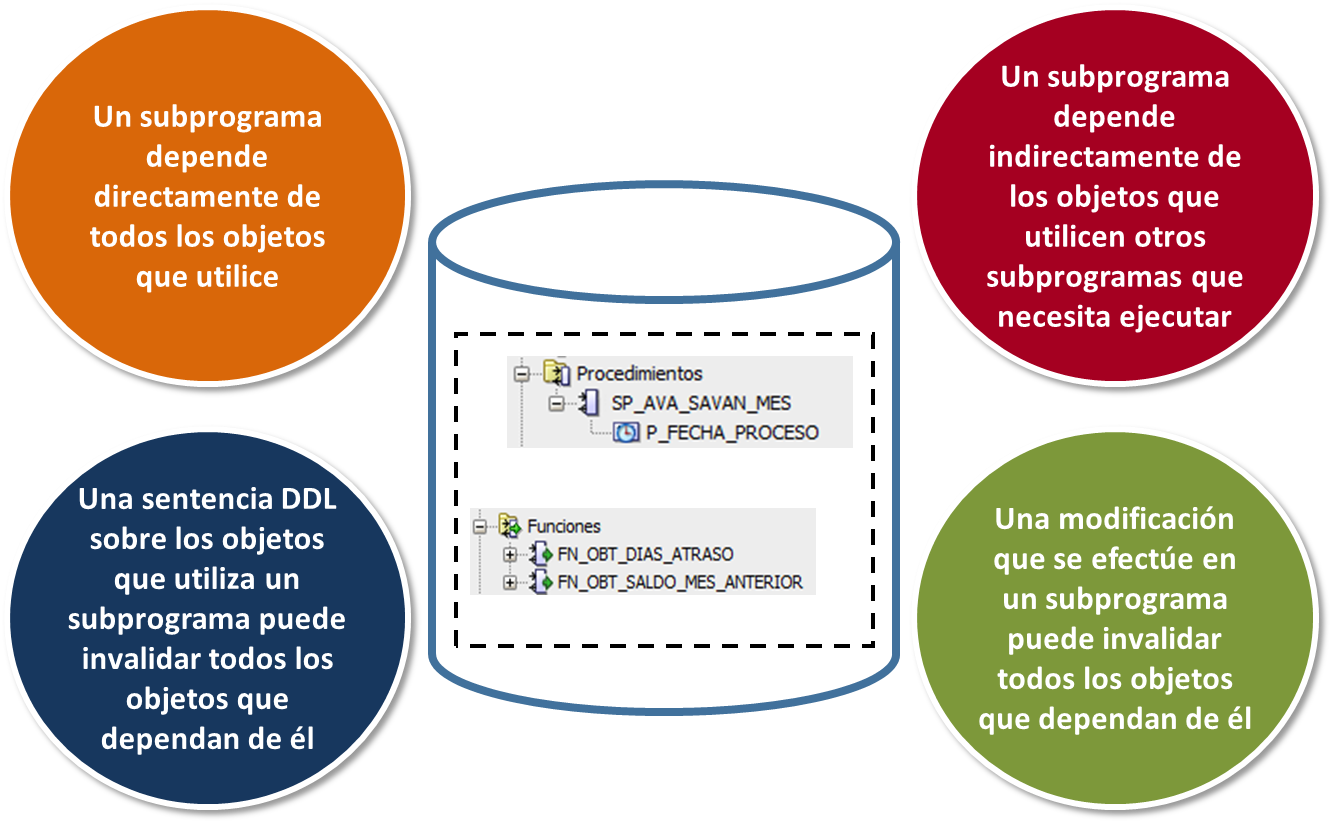 Un subprograma
depende
directamente de
todos los objetos
que utilice
Un subprograma
depende
indirectamente de
los objetos que
utilicen otros
subprogramas que
necesita ejecutar
Procedimientos
SP_AVA_SAVAN_MES
P_FECHA_PROCESO
Funciones
FN_OBT_DIAS_ATRASO
FN_OBT_SALDO_MES_ANTERIOR
Una sentencia DDL
sobre los objetos
que utiliza un
subprograma puede
invalidar todos los
objetos que
dependan de él
Una modificación
que se efectúe en
un subprograma
puede invalidar
todos los objetos
que dependan de él